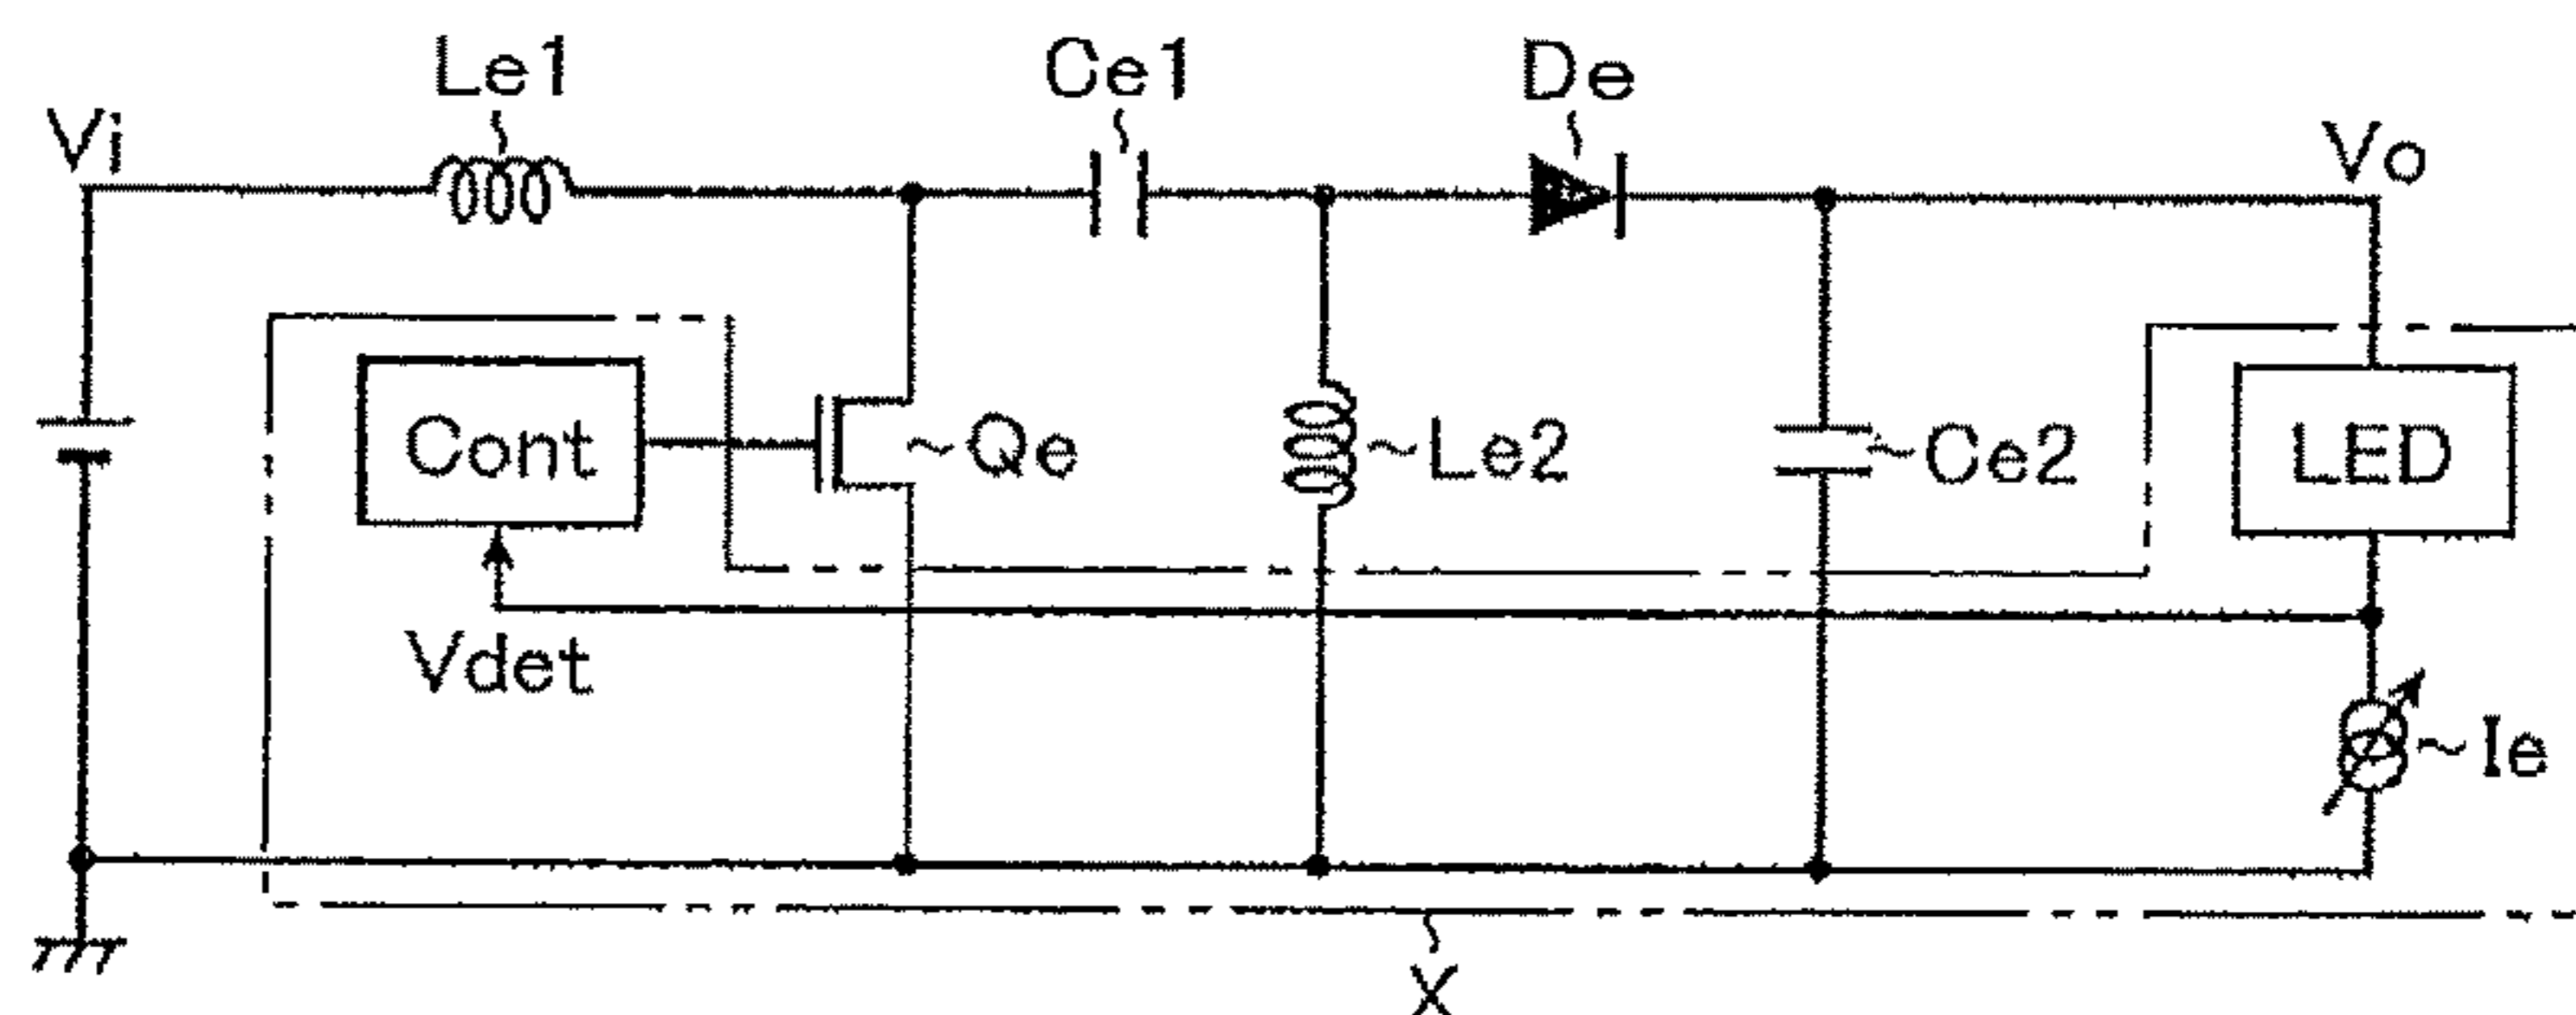 Le1
Ce1
De
Vi
Vo
Cont
~Qe
~Le2
~Ce2
LED
Vdet
~Ie
X